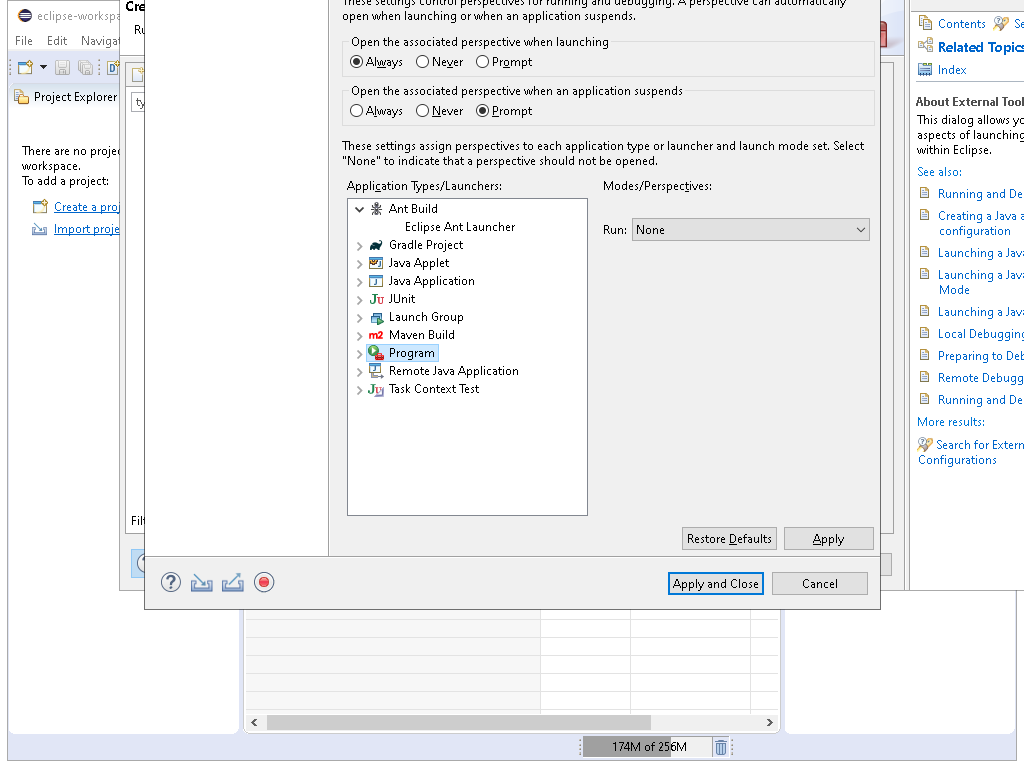 eclipse-workspa
File Edit Navigat
Project Explorer
There are no projec
workspace.
To add a project:
Create a proj
Import proje
Cre
Ru
ty
Filt
These settings control perspectives for running and debugging. A perspective can automatically
open when launching or when an application suspends.
Open the associated perspective when launching
Always Never Prompt
Open the associated perspective when an application suspends
Always Never Prompt
These settings assign perspectives to each application type or launcher and launch mode set. Select
"None" to indicate that a perspective should not be opened.
Application Types/Launchers:
Modes/Perspectives:
Ant Build
Eclipse Ant Launcher
Gradle Project
Java Applet
Java Application
JUnit
Launch Group
Maven Build
Program
Remote Java Application
Task Context Test
Run: None
Restore Defaults Apply
Apply and Close Cancel
Contents Se
Related Topics
Index
About External Tool
This dialog allows yo
aspects of launching
within Eclipse.
See also:
Running and De
Creating a Java a
configuration
Launching a Java
Launching a Java
Mode
Launching a Java
Local Debugging
Preparing to Deb
Remote Debugg
Running and De
More results:
Search for Extern
Configurations
174M of 256M